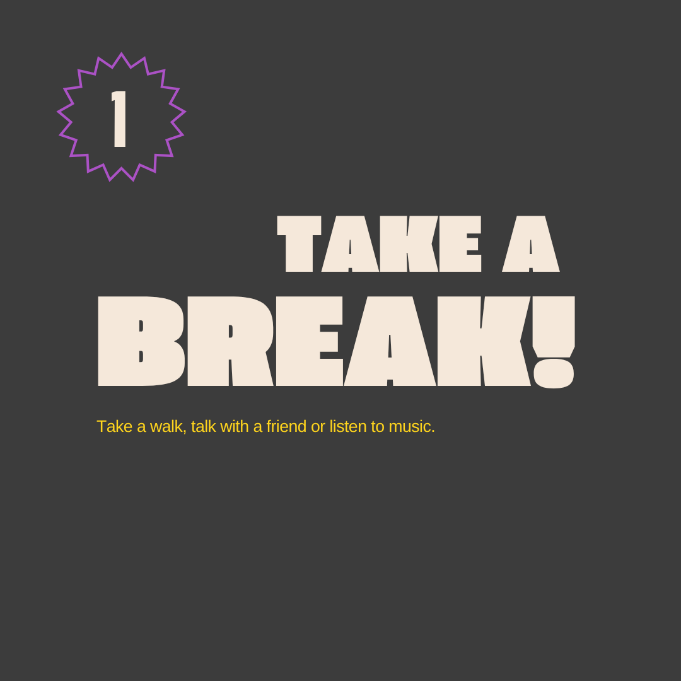 1
TAKE A
BREAK!
Take a walk, talk with a friend or listen to music.